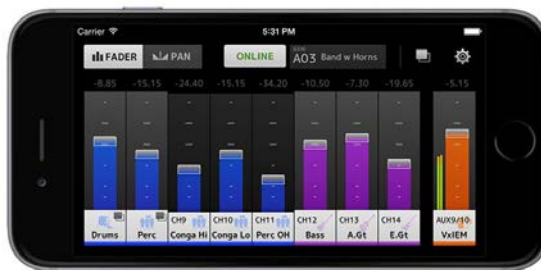 Carrier 5:31 PM
FADER PAN ONLINE A03 Band w Horns
-8.85 -15.15 -24.40 -15.15 -34.20 -10.50 -7.30 -19.65 -5.15
CH9 CH10 CH11 CH12 CH13 CH14 AUX9/10
Drums Perc Conga Hi Conga Lo Perc OH Bass A.Gt E.Gt VxIEM